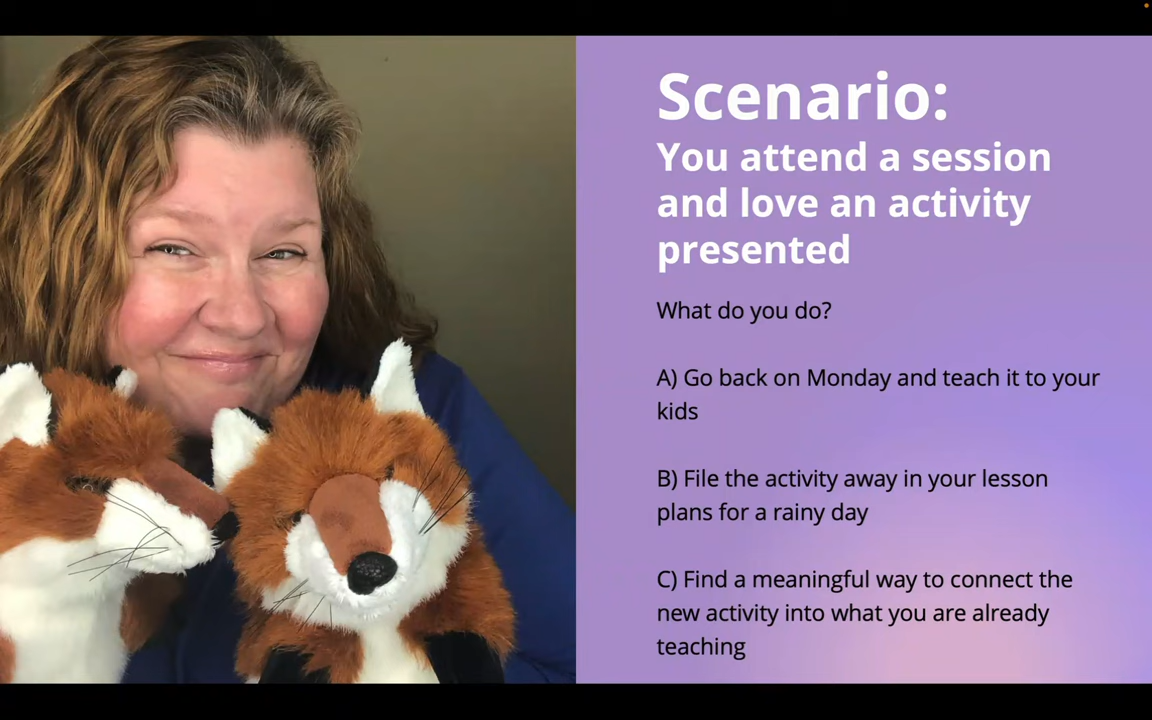 Scenario:
You attend a session
and love an activity
presented
What do you do?
A) Go back on Monday and teach it to your
kids
B) File the activity away in your lesson
plans for a rainy day
C) Find a meaningful way to connect the
new activity into what you are already
teaching